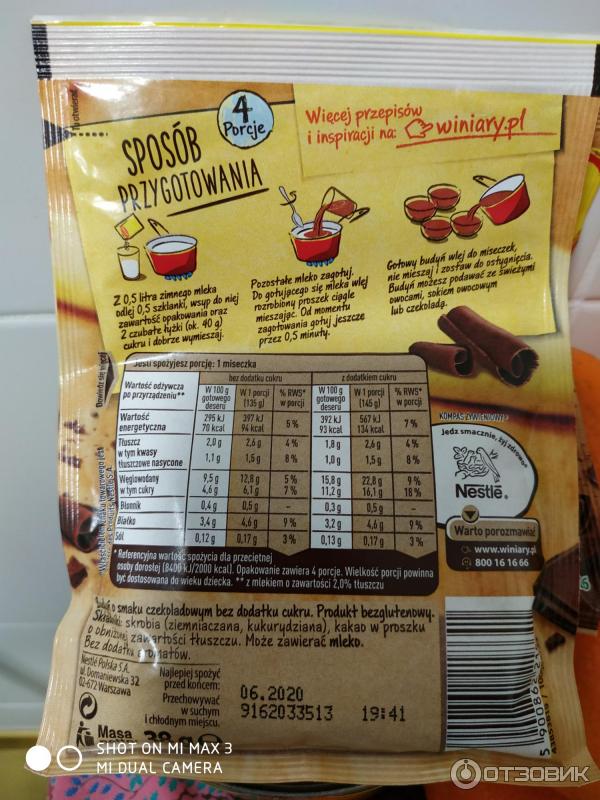 Tu otwierać
4
Porcje
SPOSÓB
PRZYGOTOWANIA
Więcej przepisów
i inspiracji na: winiary.pl
Z 0,5 litra zimnego mleka
odlej 0,5 szklanki, wsyp do niej
zawartość opakowania oraz
2 czubate łyżki (ok. 40 g)
cukru i dobrze wymieszaj.
Pozostałe mleko zagotuj.
Do gotującego się mleka wlej
rozrobiony proszek ciągle
mieszając. Od momentu
zagotowania gotuj jeszcze
przez 0,5 minuty.
Gotowy budyń wlej do miseczek,
nie mieszaj i zostaw do ostygnięcia.
Budyń możesz podawać ze świeżymi
owocami, sokiem owocowym
lub czekoladą.
Jeśli spożyjesz porcję: 1 miseczka
bez dodatku cukru z dodatkiem cukru
Wartość odżywcza po przyrządzeniu** W 100 g gotowego deseru W 1 porcji (135 g) % RWS* w porcji W 100 g gotowego deseru W 1 porcji (145 g) % RWS* w porcji
Wartość energetyczna 295 kJ 70 kcal 397 kJ 94 kcal 5 % 392 kJ 93 kcal 567 kJ 134 kcal 7 %
Tłuszcz 2,0 g 2,6 g 4 % 1,8 g 2,6 g 4 %
w tym kwasy tłuszczowe nasycone 1,1 g 1,5 g 8 % 1,0 g 1,5 g 8 %
Węglowodany 9,5 g 12,8 g 5 % 15,8 g 22,8 g 9 %
w tym cukry 4,6 g 6,1 g 7 % 11,2 g 16,1 g 18 %
Błonnik 0,4 g 0,5 g - 0,3 g 0,5 g -
Białko 3,4 g 4,6 g 9 % 3,2 g 4,6 g 9 %
Sól 0,12 g 0,17 g 3 % 0,13 g 0,17 g 3 %
* Referencyjna wartość spożycia dla przeciętnej
osoby dorosłej (8400 kJ/2000 kcal). Opakowanie zawiera 4 porcje. Wielkość porcji powinna
być dostosowana do wieku dziecka. ** z mlekiem o zawartości 2,0% tłuszczu
KOMPAS ŻYWIENIOWY®
Jedz smacznie, żyj zdrowo®
Nestlé®
Warto porozmawiać
www.winiary.pl
800 16 16 66
o smaku czekoladowym bez dodatku cukru. Produkt bezglutenowy.
Składniki: skrobia (ziemniaczana, kukurydziana), kakao w proszku
o obniżonej zawartości tłuszczu. Może zawierać mleko.
Bez dodatku aromatów.
Nestlé Polska S.A.
ul. Domaniewska 32
02-672 Warszawa
Najlepiej spożyć
przed końcem:
06.2020
Przechowywać
w suchym
i chłodnym miejscu.
9162033513 19:41
Masa
38 g ℮
SHOT ON MI MAX 3
MI DUAL CAMERA
ОТЗОВИК